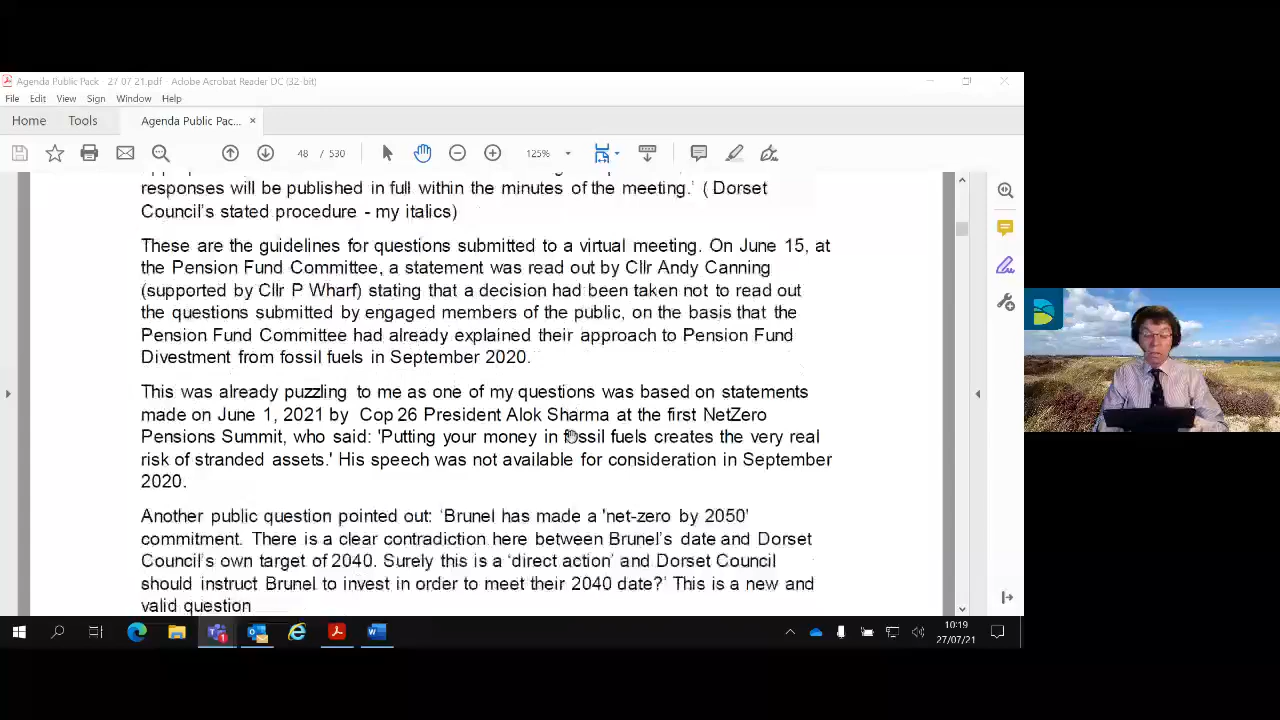 Agenda Public Pack - 27 07 21.pdf - Adobe Acrobat Reader DC (32-bit)
File Edit View Sign Window Help
Home Tools Agenda Public Pac... ×
48 / 530 125%
responses will be published in full within the minutes of the meeting.' ( Dorset
Council's stated procedure - my italics)
These are the guidelines for questions submitted to a virtual meeting. On June 15, at
the Pension Fund Committee, a statement was read out by Cllr Andy Canning
(supported by Cllr P Wharf) stating that a decision had been taken not to read out
the questions submitted by engaged members of the public, on the basis that the
Pension Fund Committee had already explained their approach to Pension Fund
Divestment from fossil fuels in September 2020.
This was already puzzling to me as one of my questions was based on statements
made on June 1, 2021 by Cop 26 President Alok Sharma at the first NetZero
Pensions Summit, who said: 'Putting your money in fossil fuels creates the very real
risk of stranded assets.' His speech was not available for consideration in September
2020.
Another public question pointed out: 'Brunel has made a 'net-zero by 2050'
commitment. There is a clear contradiction here between Brunel's date and Dorset
Council's own target of 2040. Surely this is a 'direct action' and Dorset Council
should instruct Brunel to invest in order to meet their 2040 date?' This is a new and
valid question
10:19
27/07/21